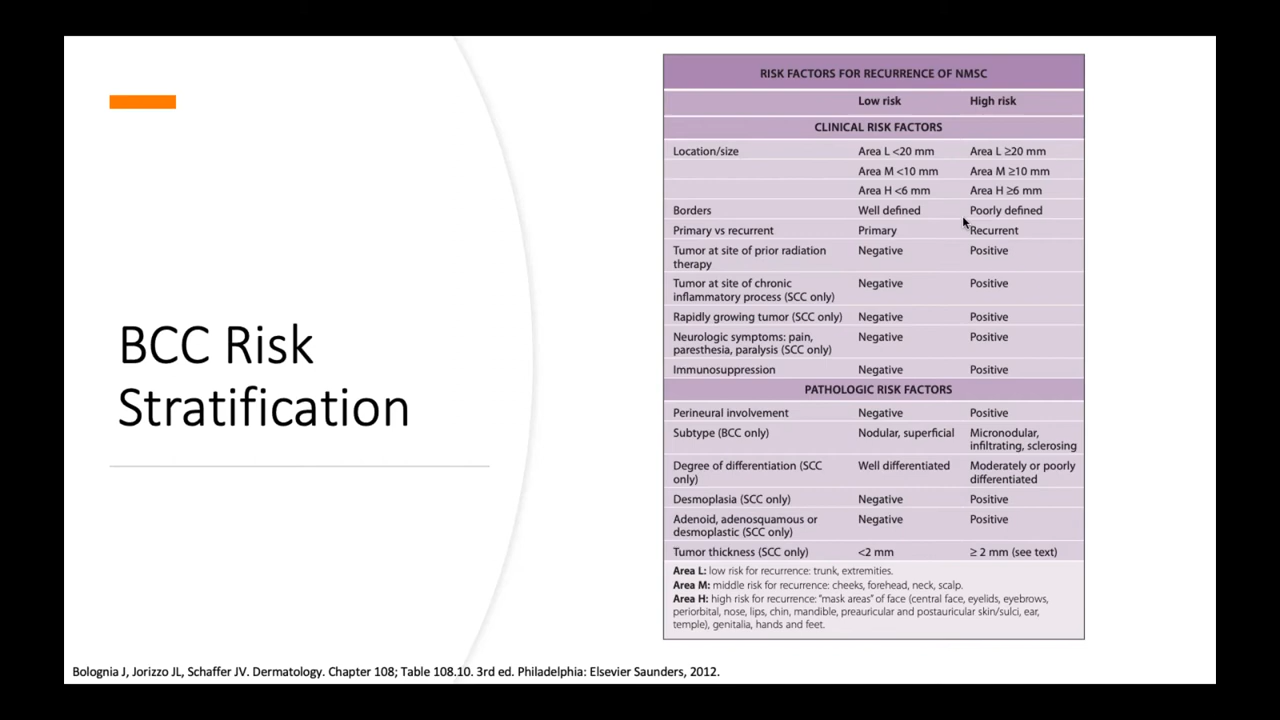 BCC Risk
Stratification
RISK FACTORS FOR RECURRENCE OF NMSC
Low risk High risk
CLINICAL RISK FACTORS
Location/size Area L <20 mm Area L ≥20 mm
Area M <10 mm Area M ≥10 mm
Area H <6 mm Area H ≥6 mm
Borders Well defined Poorly defined
Primary vs recurrent Primary Recurrent
Tumor at site of prior radiation Negative Positive
therapy
Tumor at site of chronic Negative Positive
inflammatory process (SCC only)
Rapidly growing tumor (SCC only) Negative Positive
Neurologic symptoms: pain, Negative Positive
paresthesia, paralysis (SCC only)
Immunosuppression Negative Positive
PATHOLOGIC RISK FACTORS
Perineural involvement Negative Positive
Subtype (BCC only) Nodular, superficial Micronodular,
infiltrating, sclerosing
Degree of differentiation (SCC Well differentiated Moderately or poorly
only) differentiated
Desmoplasia (SCC only) Negative Positive
Adenoid, adenosquamous or Negative Positive
desmoplastic (SCC only)
Tumor thickness (SCC only) <2 mm ≥ 2 mm (see text)
Area L: low risk for recurrence: trunk, extremities.
Area M: middle risk for recurrence: cheeks, forehead, neck, scalp.
Area H: high risk for recurrence: "mask areas" of face (central face, eyelids, eyebrows,
periorbital, nose, lips, chin, mandible, preauricular and postauricular skin/sulci, ear,
temple), genitalia, hands and feet.
Bolognia J, Jorizzo JL, Schaffer JV. Dermatology. Chapter 108; Table 108.10. 3rd ed. Philadelphia: Elsevier Saunders, 2012.